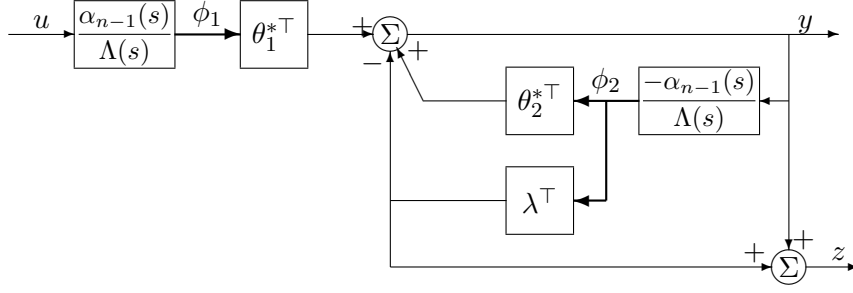 u
α_{n−1}(s)
Λ(s)
ϕ_1
θ_1^{*⊤}
+
Σ
+
−
y
θ_2^{*⊤}
ϕ_2
−α_{n−1}(s)
Λ(s)
λ^⊤
+
+
Σ
z